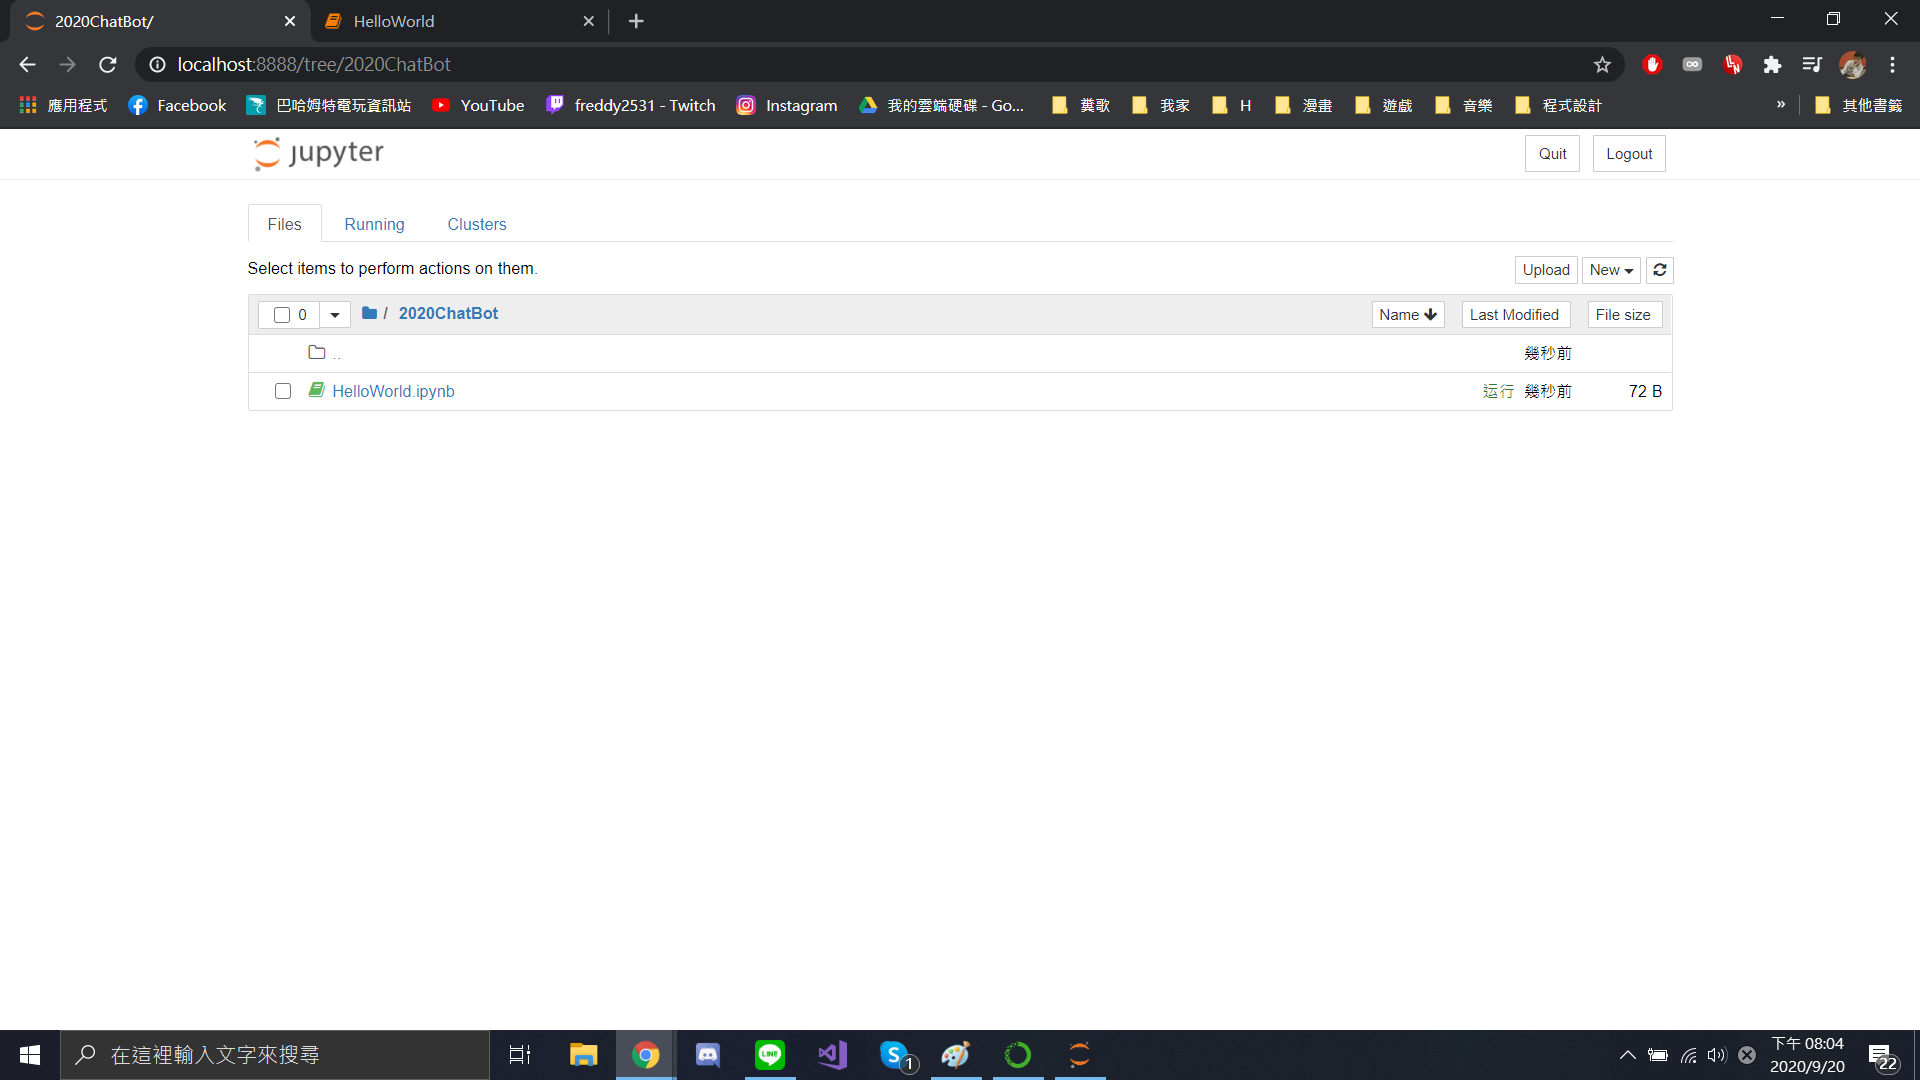 2020ChatBot/ HelloWorld
localhost:8888/tree/2020ChatBot
應用程式 Facebook 巴哈姆特電玩資訊站 YouTube freddy2531 - Twitch Instagram 我的雲端硬碟 - Go... 糞歌 我家 H 漫畫 遊戲 音樂 程式設計 » 其他書籤
jupyter Quit Logout
Files Running Clusters
Select items to perform actions on them. Upload New
0 / 2020ChatBot Name Last Modified File size
.. 幾秒前
HelloWorld.ipynb 运行 幾秒前 72 B
在這裡輸入文字來搜尋 LINE S 1 下午 08:04
2020/9/20 22